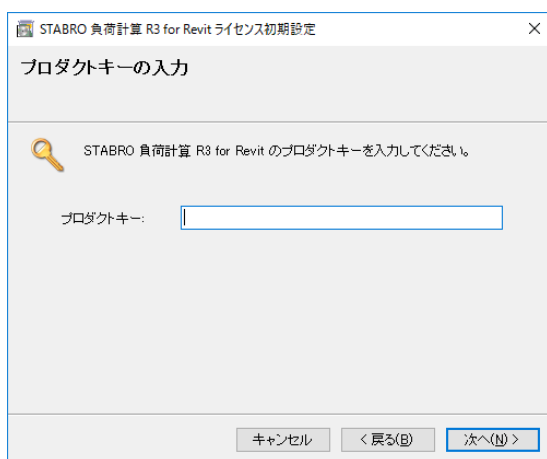 STABRO 負荷計算 R3 for Revit ライセンス初期設定
プロダクトキーの入力
STABRO 負荷計算 R3 for Revit のプロダクトキーを入力してください。
プロダクトキー:
キャンセル
< 戻る(B)
次へ(N) >